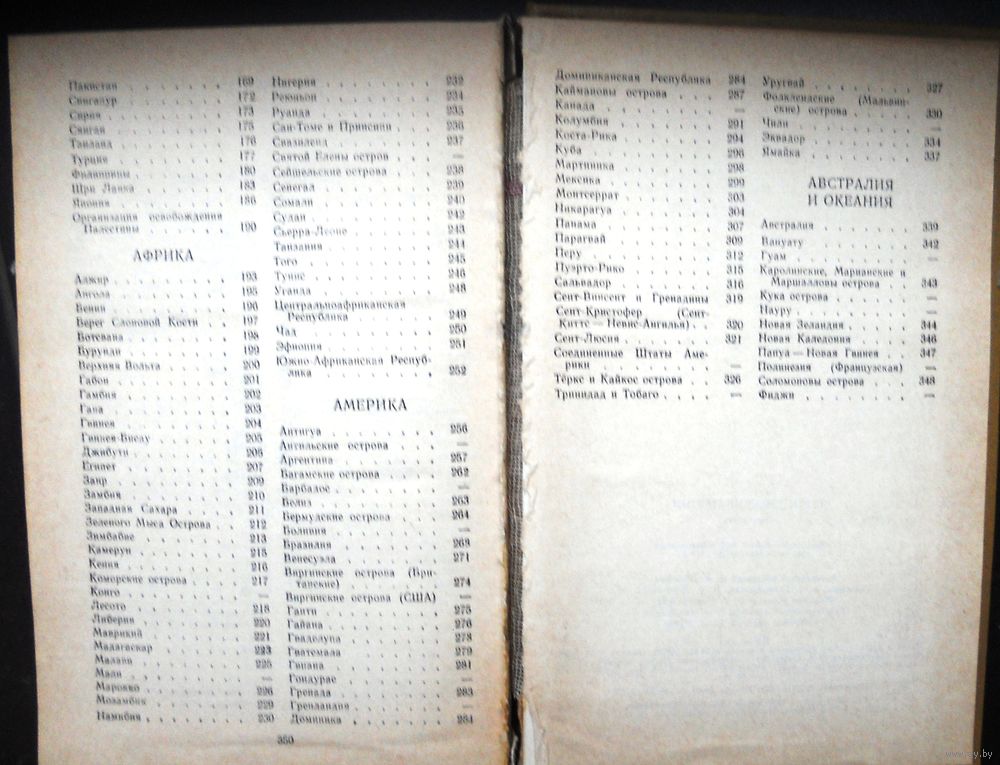 Пакистан . . . . . . . 169
Сингапур . . . . . . . 172
Сирия . . . . . . . 173
Сянган . . . . . . . 175
Таиланд . . . . . . . 176
Турция . . . . . . . 177
Филиппины . . . . . . . 180
Шри Ланка . . . . . . . 183
Япония . . . . . . . 186
Организация освобождения
Палестины . . . . . . . 190
АФРИКА
Алжир . . . . . . . 193
Ангола . . . . . . . 195
Бенин . . . . . . . 196
Берег Слоновой Кости . . 197
Ботсвана . . . . . . . 198
Бурунди . . . . . . . 199
Верхняя Вольта . . . . . 200
Габон . . . . . . . 201
Гамбия . . . . . . . 202
Гана . . . . . . . 203
Гвинея . . . . . . . 204
Гвинея-Бисау . . . . . . 205
Джибути . . . . . . . 206
Египет . . . . . . . 207
Заир . . . . . . . 209
Замбия . . . . . . . 210
Западная Сахара . . . . 211
Зеленого Мыса Острова . . 212
Зимбабве . . . . . . . 213
Камерун . . . . . . . 215
Кения . . . . . . . 216
Коморские острова . . . . 217
Конго . . . . . . . —
Лесото . . . . . . . 218
Либерия . . . . . . . 220
Маврикий . . . . . . . 221
Мадагаскар . . . . . . 223
Малави . . . . . . . 225
Мали . . . . . . . —
Марокко . . . . . . . 226
Мозамбик . . . . . . . 229
Намибия . . . . . . . 230
350
Нигерия . . . . . . . 232
Реюньон . . . . . . . 234
Руанда . . . . . . . 235
Сан-Томе и Принсипи . . . 236
Свазиленд . . . . . . . 237
Святой Елены остров . . . —
Сейшельские острова . . . 238
Сенегал . . . . . . . 239
Сомали . . . . . . . 240
Судан . . . . . . . 242
Сьерра-Леоне . . . . . . 243
Танзания . . . . . . . 244
Того . . . . . . . 245
Тунис . . . . . . . 246
Уганда . . . . . . . 248
Центральноафриканская
Республика . . . . . . 249
Чад . . . . . . . 250
Эфиопия . . . . . . . 251
Южно-Африканская Респуб-
лика . . . . . . . 252
АМЕРИКА
Антигуа . . . . . . . 256
Антильские острова . . . —
Аргентина . . . . . . . 257
Багамские острова . . . . 262
Барбадос . . . . . . . —
Белиз . . . . . . . 263
Бермудские острова . . . 264
Боливия . . . . . . . —
Бразилия . . . . . . . 268
Венесуэла . . . . . . . 271
Виргинские острова (Бри-
танские) . . . . . . . 274
Виргинские острова (США) —
Гаити . . . . . . . 275
Гайана . . . . . . . 276
Гваделупа . . . . . . . 278
Гватемала . . . . . . . 279
Гвиана . . . . . . . 281
Гондурас . . . . . . . —
Гренада . . . . . . . 283
Гренландия . . . . . . —
Доминика . . . . . . . 284
Доминиканская Республика 284
Каймановы острова . . . 287
Канада . . . . . . . —
Колумбия . . . . . . . 291
Коста-Рика . . . . . . 294
Куба . . . . . . . 296
Мартиника . . . . . . . 298
Мексика . . . . . . . 299
Монтсеррат . . . . . . 303
Никарагуа . . . . . . . 304
Панама . . . . . . . 307
Парагвай . . . . . . . 309
Перу . . . . . . . 312
Пуэрто-Рико . . . . . . 315
Сальвадор . . . . . . . 316
Сент-Винсент и Гренадины 319
Сент-Кристофер (Сент-
Киттс — Невис-Ангилья) . . 320
Сент-Люсия . . . . . . 321
Соединенные Штаты Аме-
рики . . . . . . . —
Тёркс и Кайкос острова . . 326
Тринидад и Тобаго . . . . —
Уругвай . . . . . . . 327
Фолклендские (Мальвин-
ские) острова . . . . . 330
Чили . . . . . . . —
Эквадор . . . . . . . 334
Ямайка . . . . . . . 337
АВСТРАЛИЯ
И ОКЕАНИЯ
Австралия . . . . . . . 339
Вануату . . . . . . . 342
Гуам . . . . . . . —
Каролинские, Марианские и
Маршалловы острова . . 343
Кука острова . . . . . . —
Науру . . . . . . . —
Новая Зеландия . . . . . 344
Новая Каледония . . . . 346
Папуа — Новая Гвинея . . 347
Полинезия (Французская) —
Соломоновы острова . . . 348
Фиджи . . . . . . . —